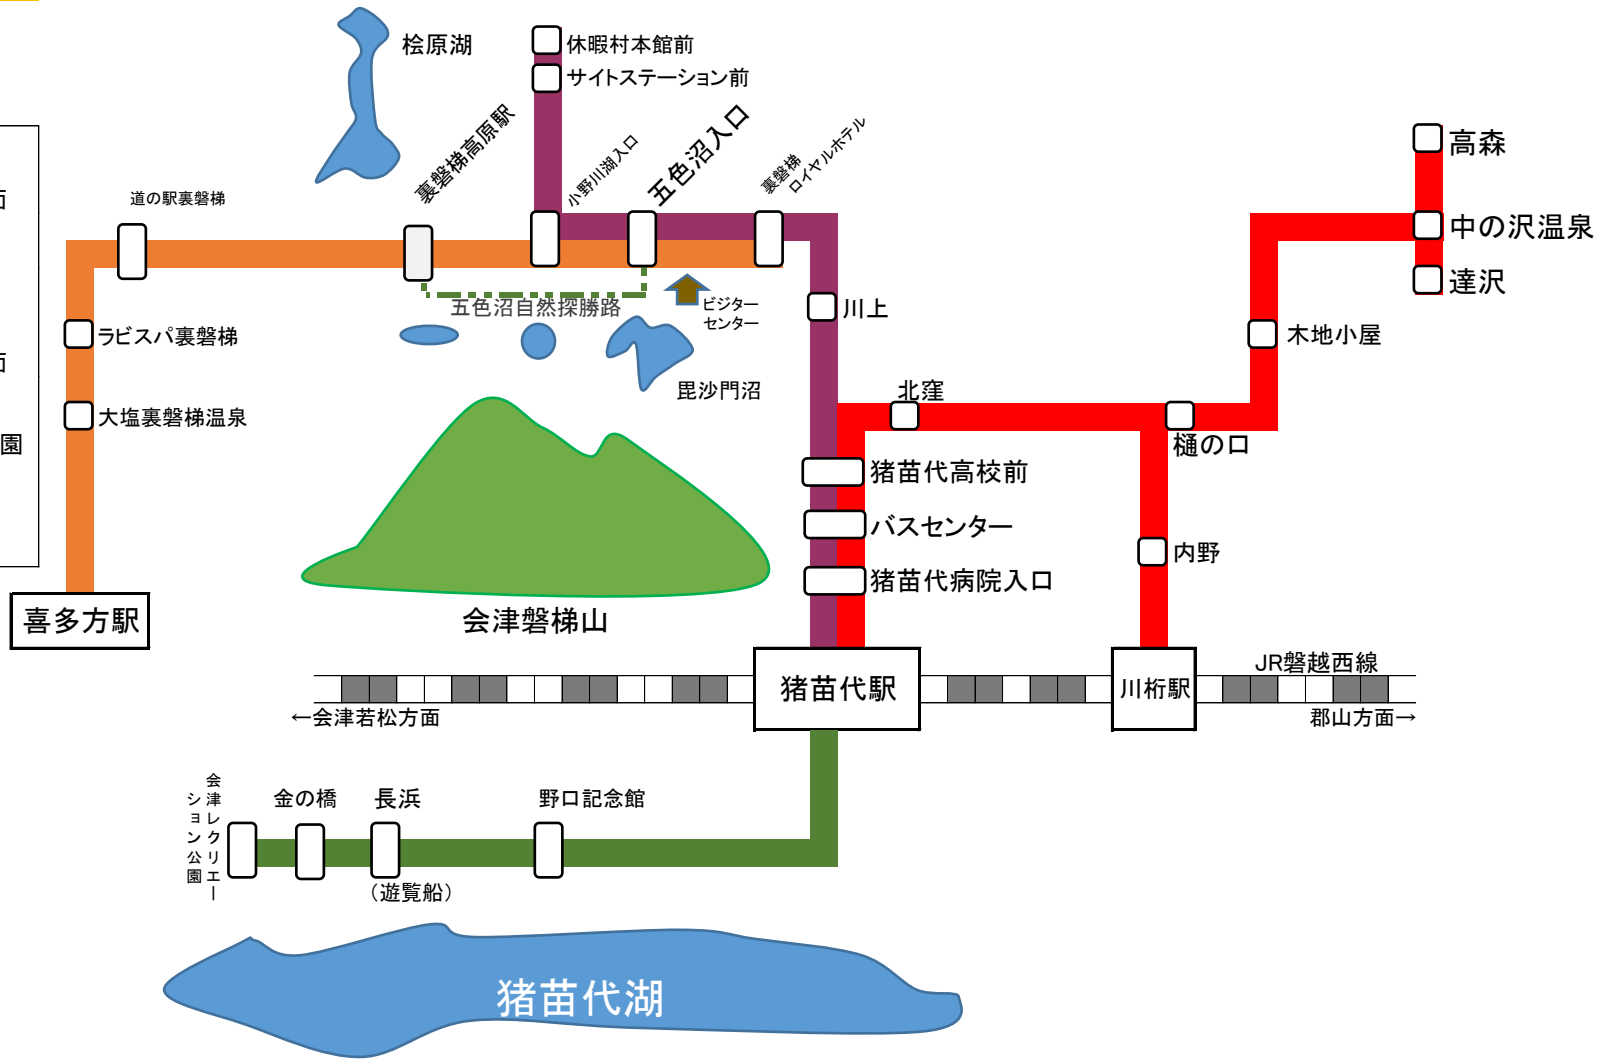 桧原湖
休暇村本館前
サイトステーション前
裏磐梯高原駅
小野川湖入口
五色沼入口
裏磐梯
ロイヤルホテル
高森
中の沢温泉
達沢
道の駅裏磐梯
五色沼自然探勝路
ビジター
センター
川上
ラビスパ裏磐梯
木地小屋
毘沙門沼
北窪
大塩裏磐梯温泉
樋の口
園
猪苗代高校前
バスセンター
内野
猪苗代病院入口
喜多方駅
会津磐梯山
JR磐越西線
猪苗代駅
川桁駅
←会津若松方面
郡山方面→
会津レクリエー
ション公園
金の橋
長浜
野口記念館
（遊覧船）
猪苗代湖